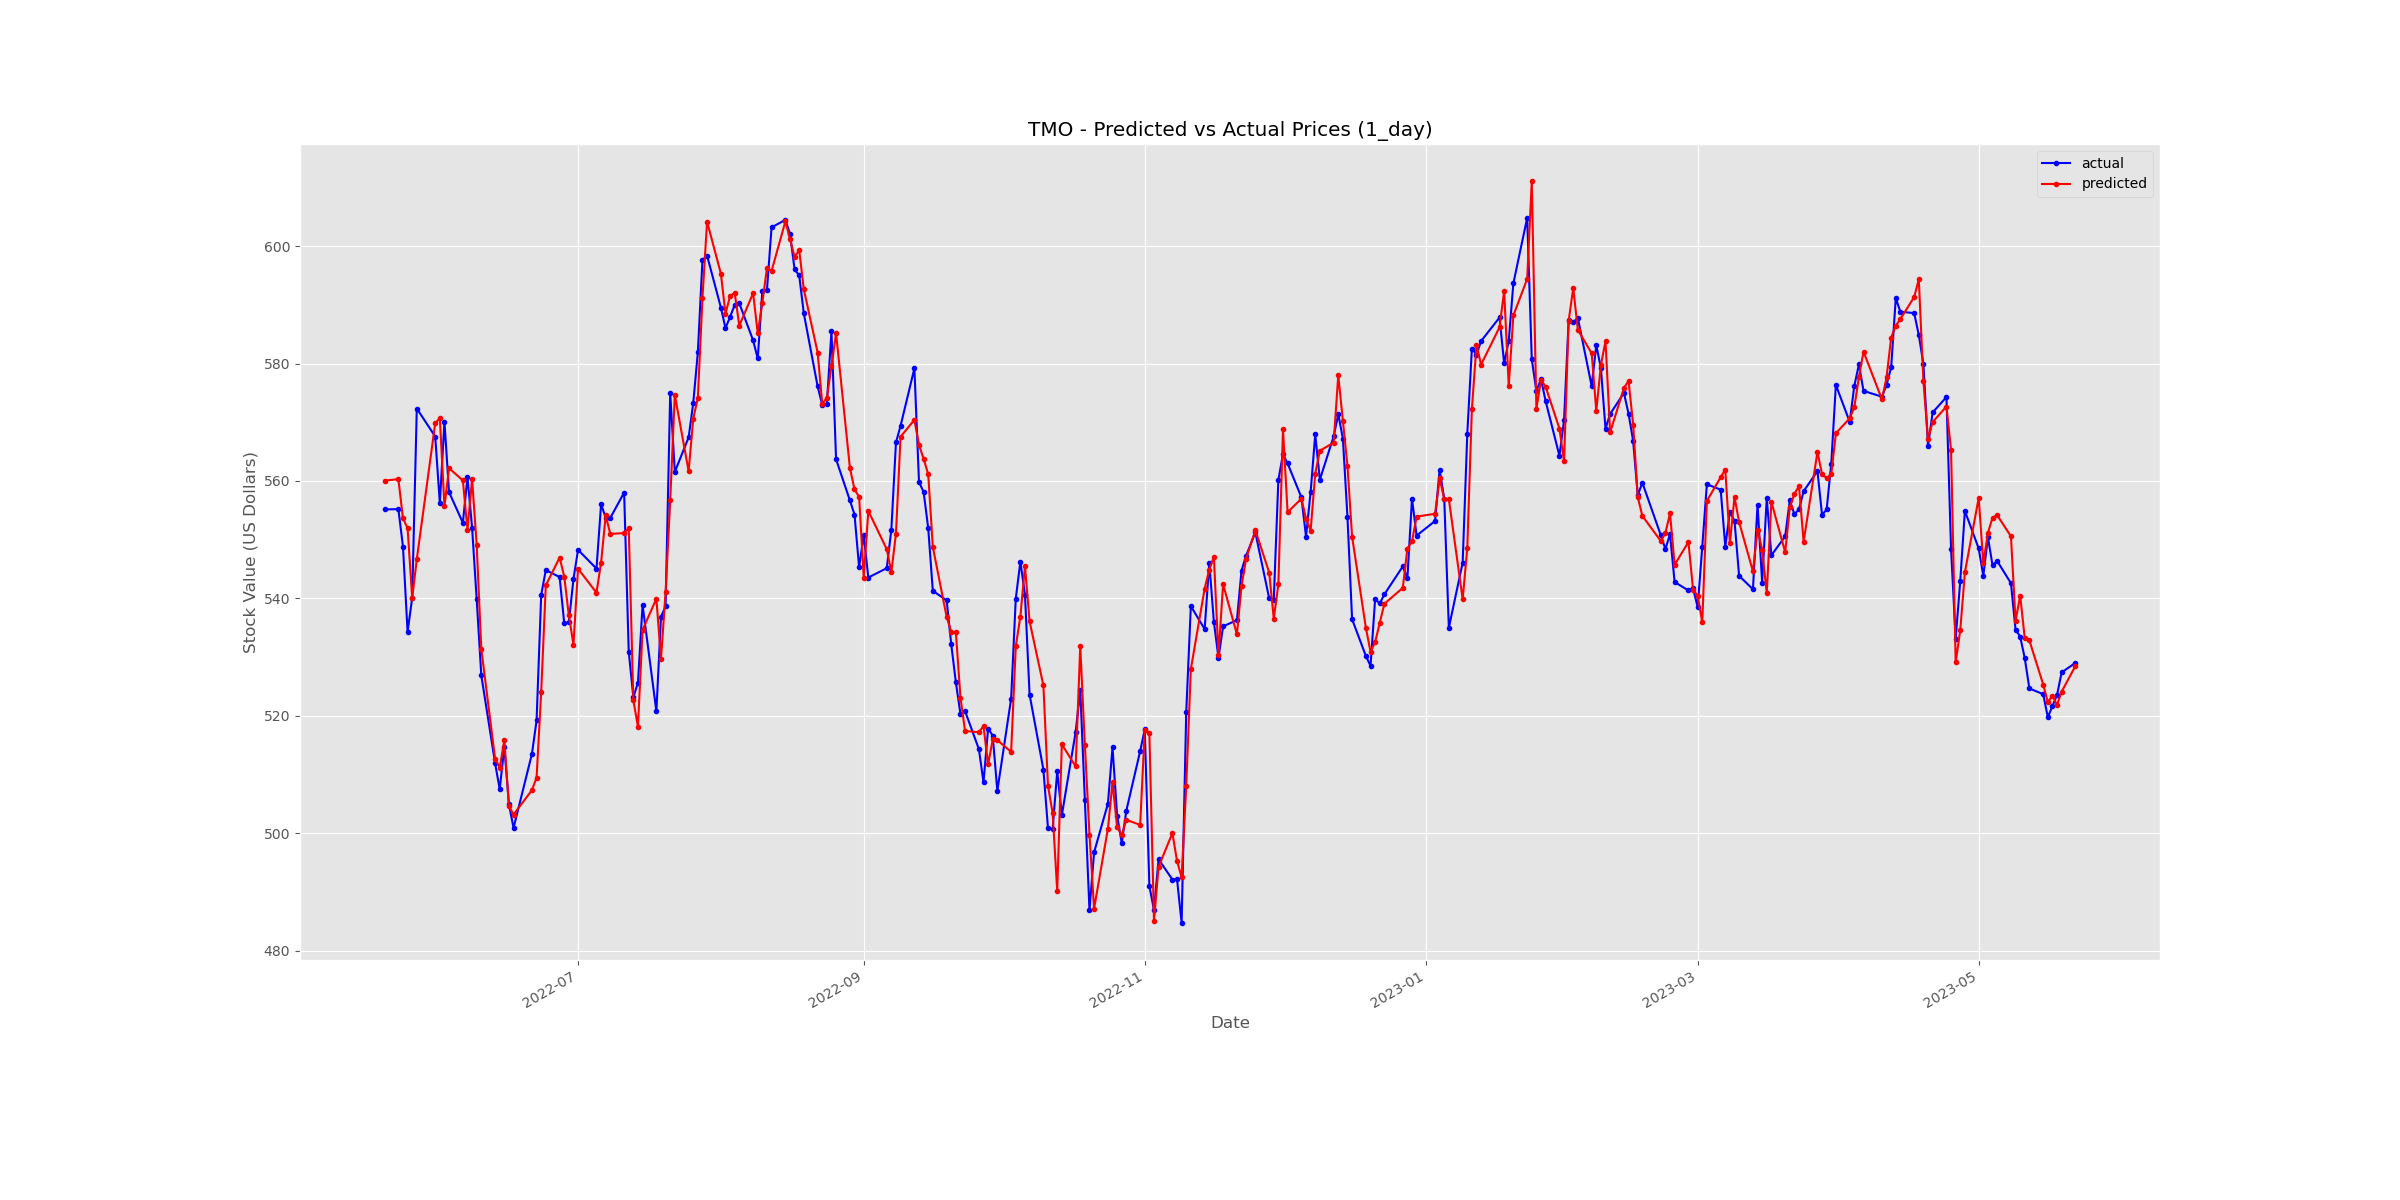 TMO - Predicted vs Actual Prices (1_day)
actual
predicted
Stock Value (US Dollars)
600
580
560
540
520
500
480
2022-07
2022-09
2022-11
2023-01
2023-03
2023-05
Date